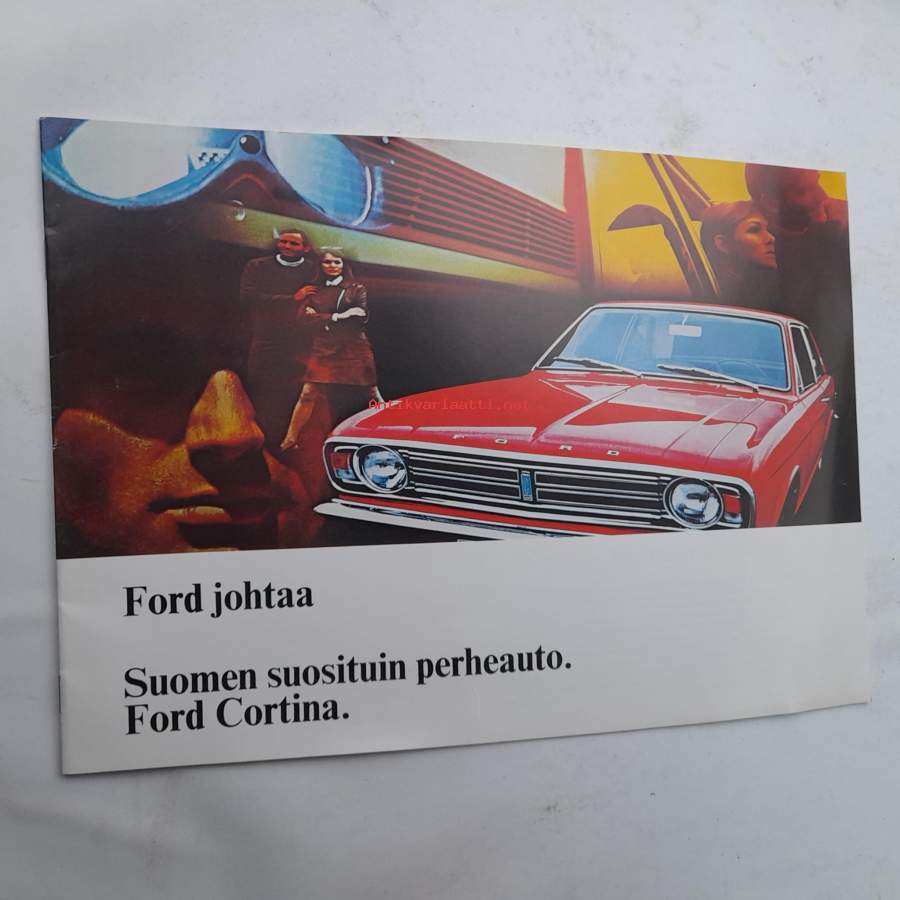 Antikvariaatti.net
FORD
Ford johtaa
Suomen suosituin perheauto.
Ford Cortina.